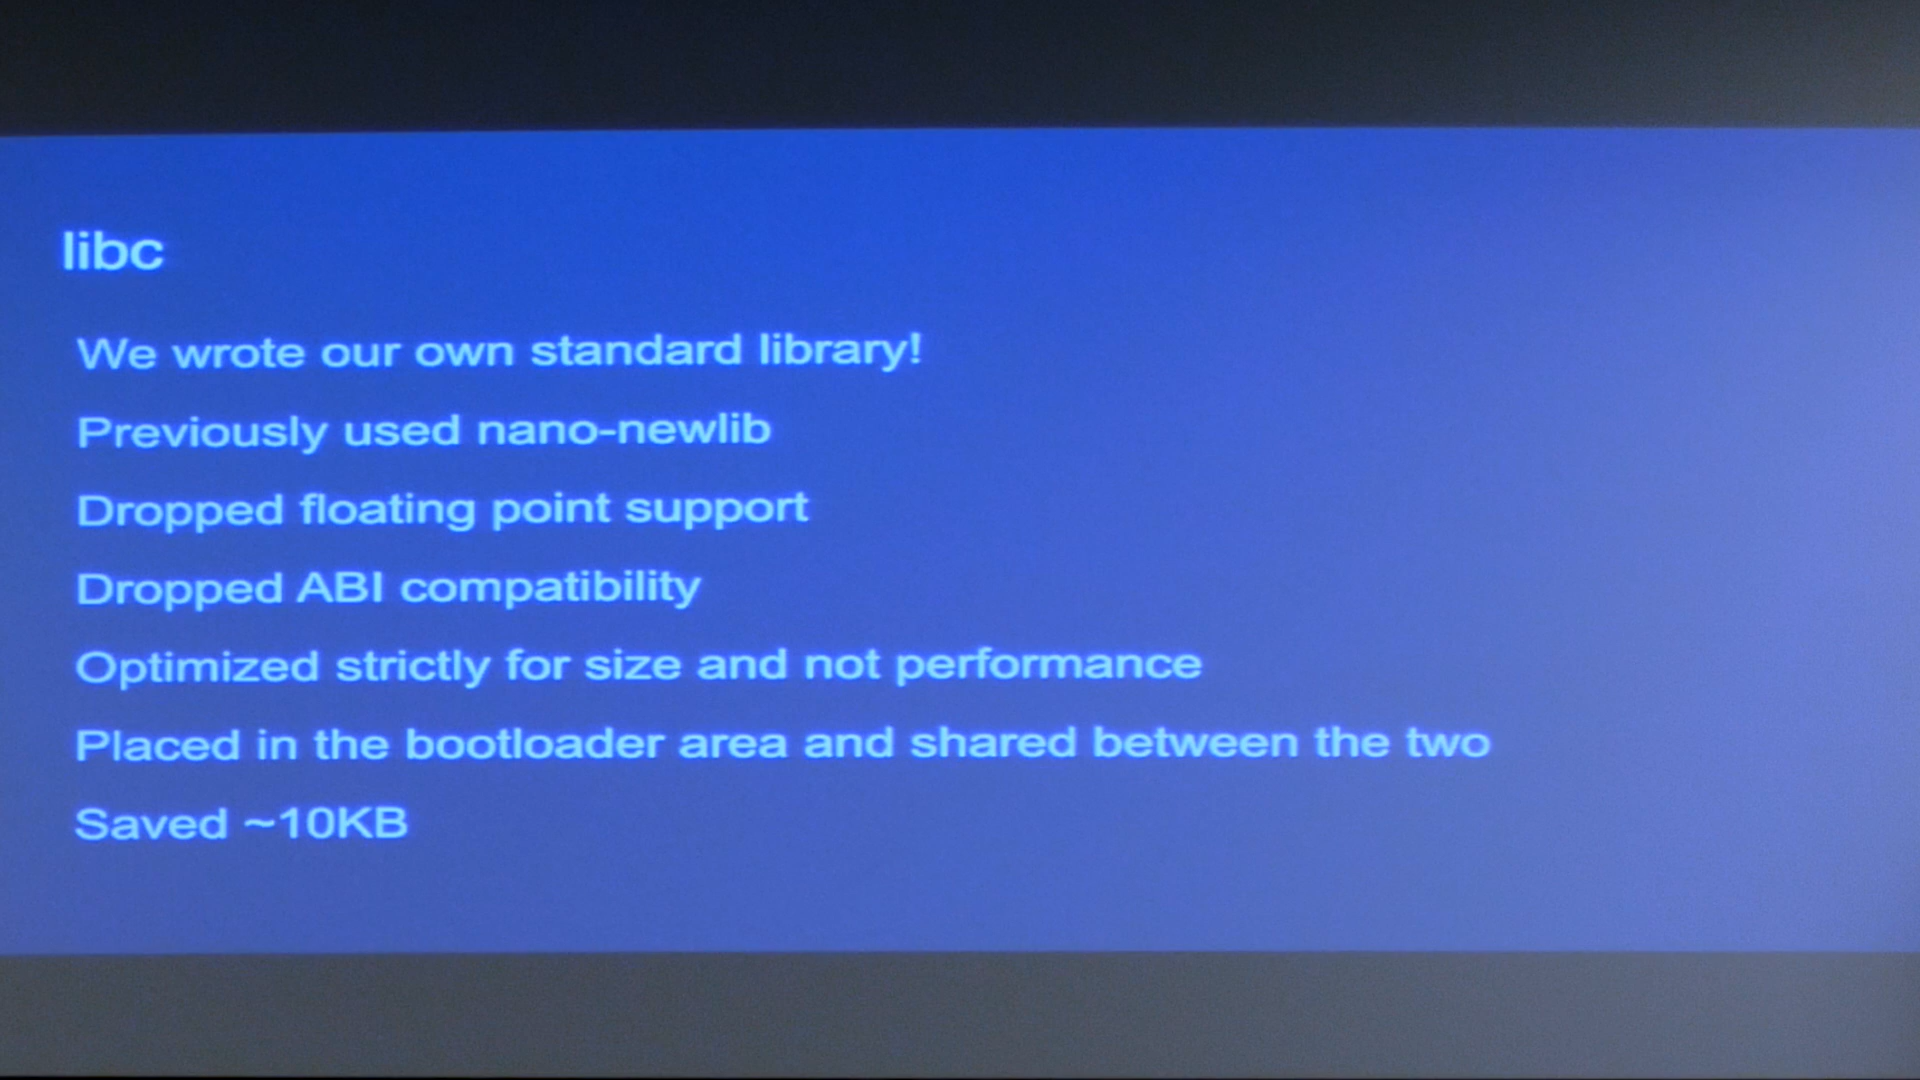 libc
We wrote our own standard library!
Previously used nano-newlib
Dropped floating point support
Dropped ABI compatibility
Optimized strictly for size and not performance
Placed in the bootloader area and shared between the two
Saved ~10KB